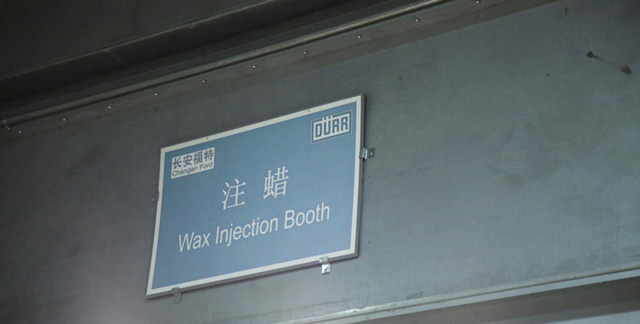 长安福特
Changan Ford
DÜRR
注 蜡
Wax Injection Booth